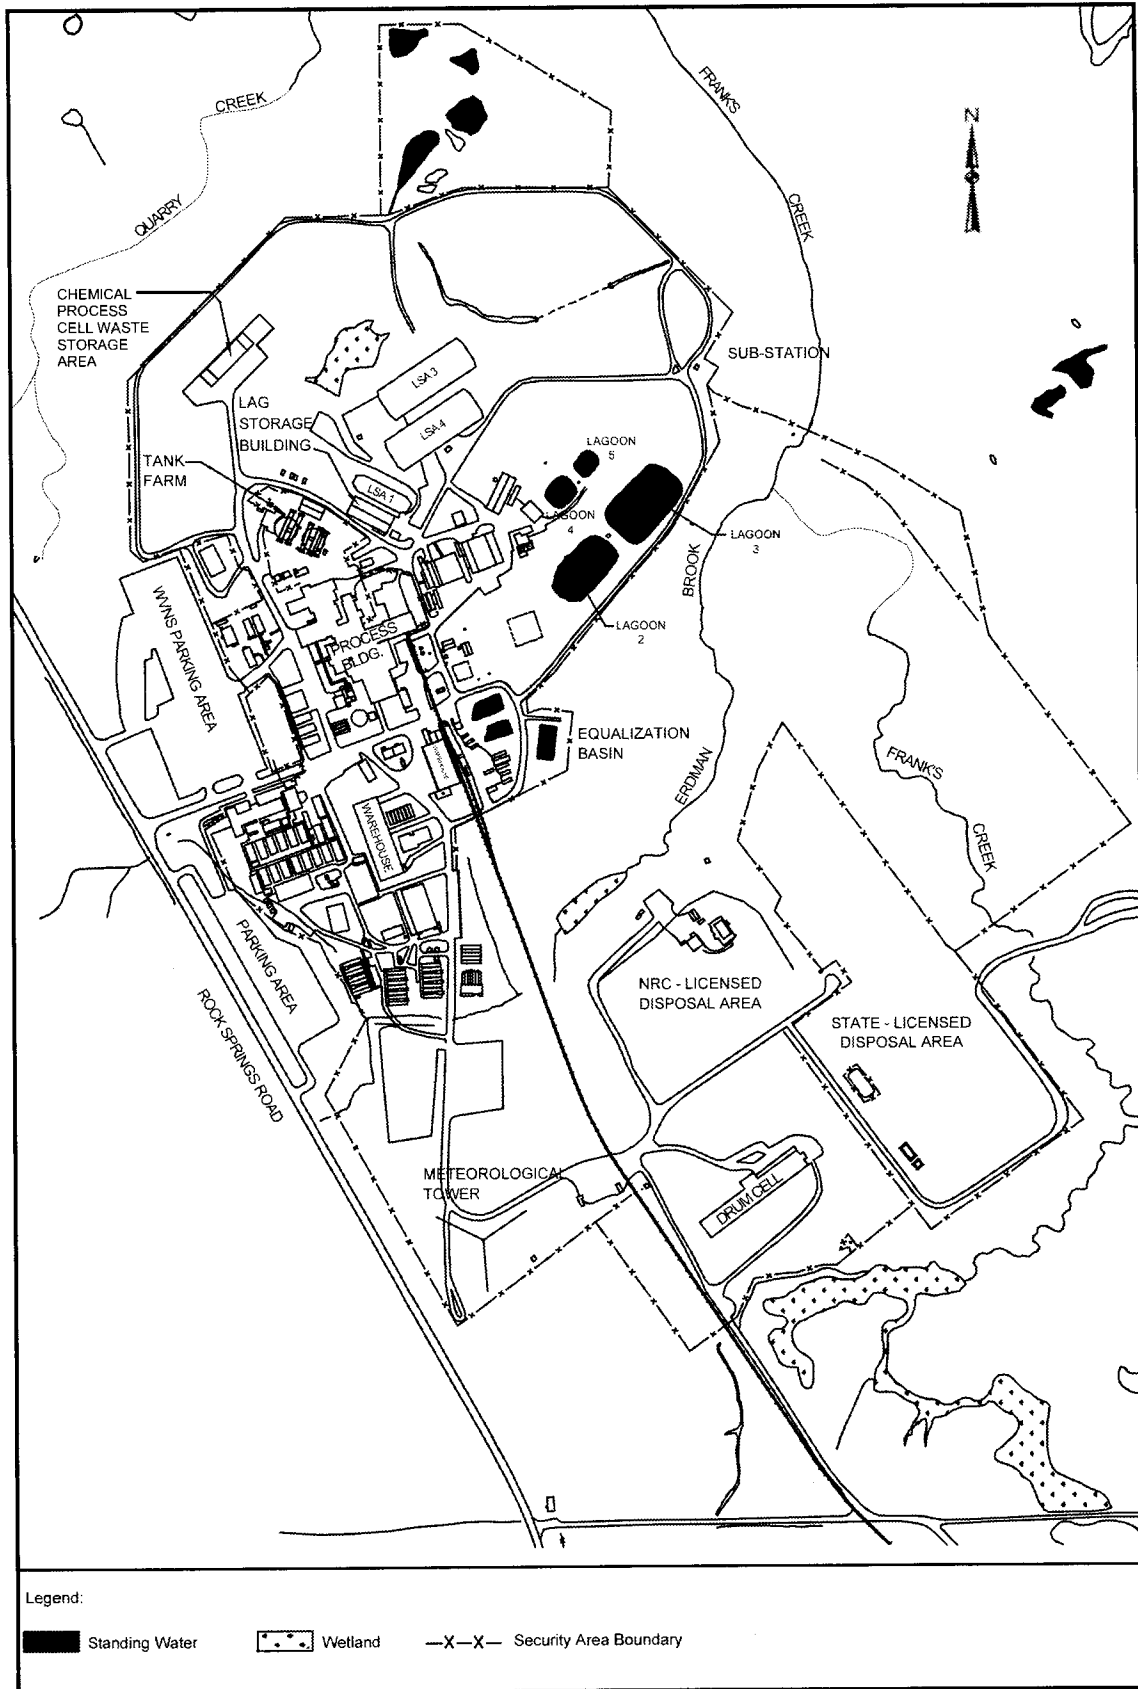 CREEK
FRANK'S
N
QUARRY
CREEK
CHEMICAL
PROCESS
CELL WASTE
STORAGE
AREA
SUB-STATION
LSA 3
LAG
STORAGE
BUILDING
LSA 4
LAGOON
5
TANK
FARM
LSA 1
LAGOON
4
LAGOON
3
BROOK
WVNS PARKING AREA
PROCESS
BLDG.
LAGOON
2
EQUALIZATION
BASIN
ERDMAN
FRANK'S
CREEK
WAREHOUSE
PARKING AREA
NRC - LICENSED
DISPOSAL AREA
STATE - LICENSED
DISPOSAL AREA
ROCK SPRINGS ROAD
METEOROLOGICAL
TOWER
DRUM CELL
Legend:
Standing Water
Wetland
—X—X— Security Area Boundary